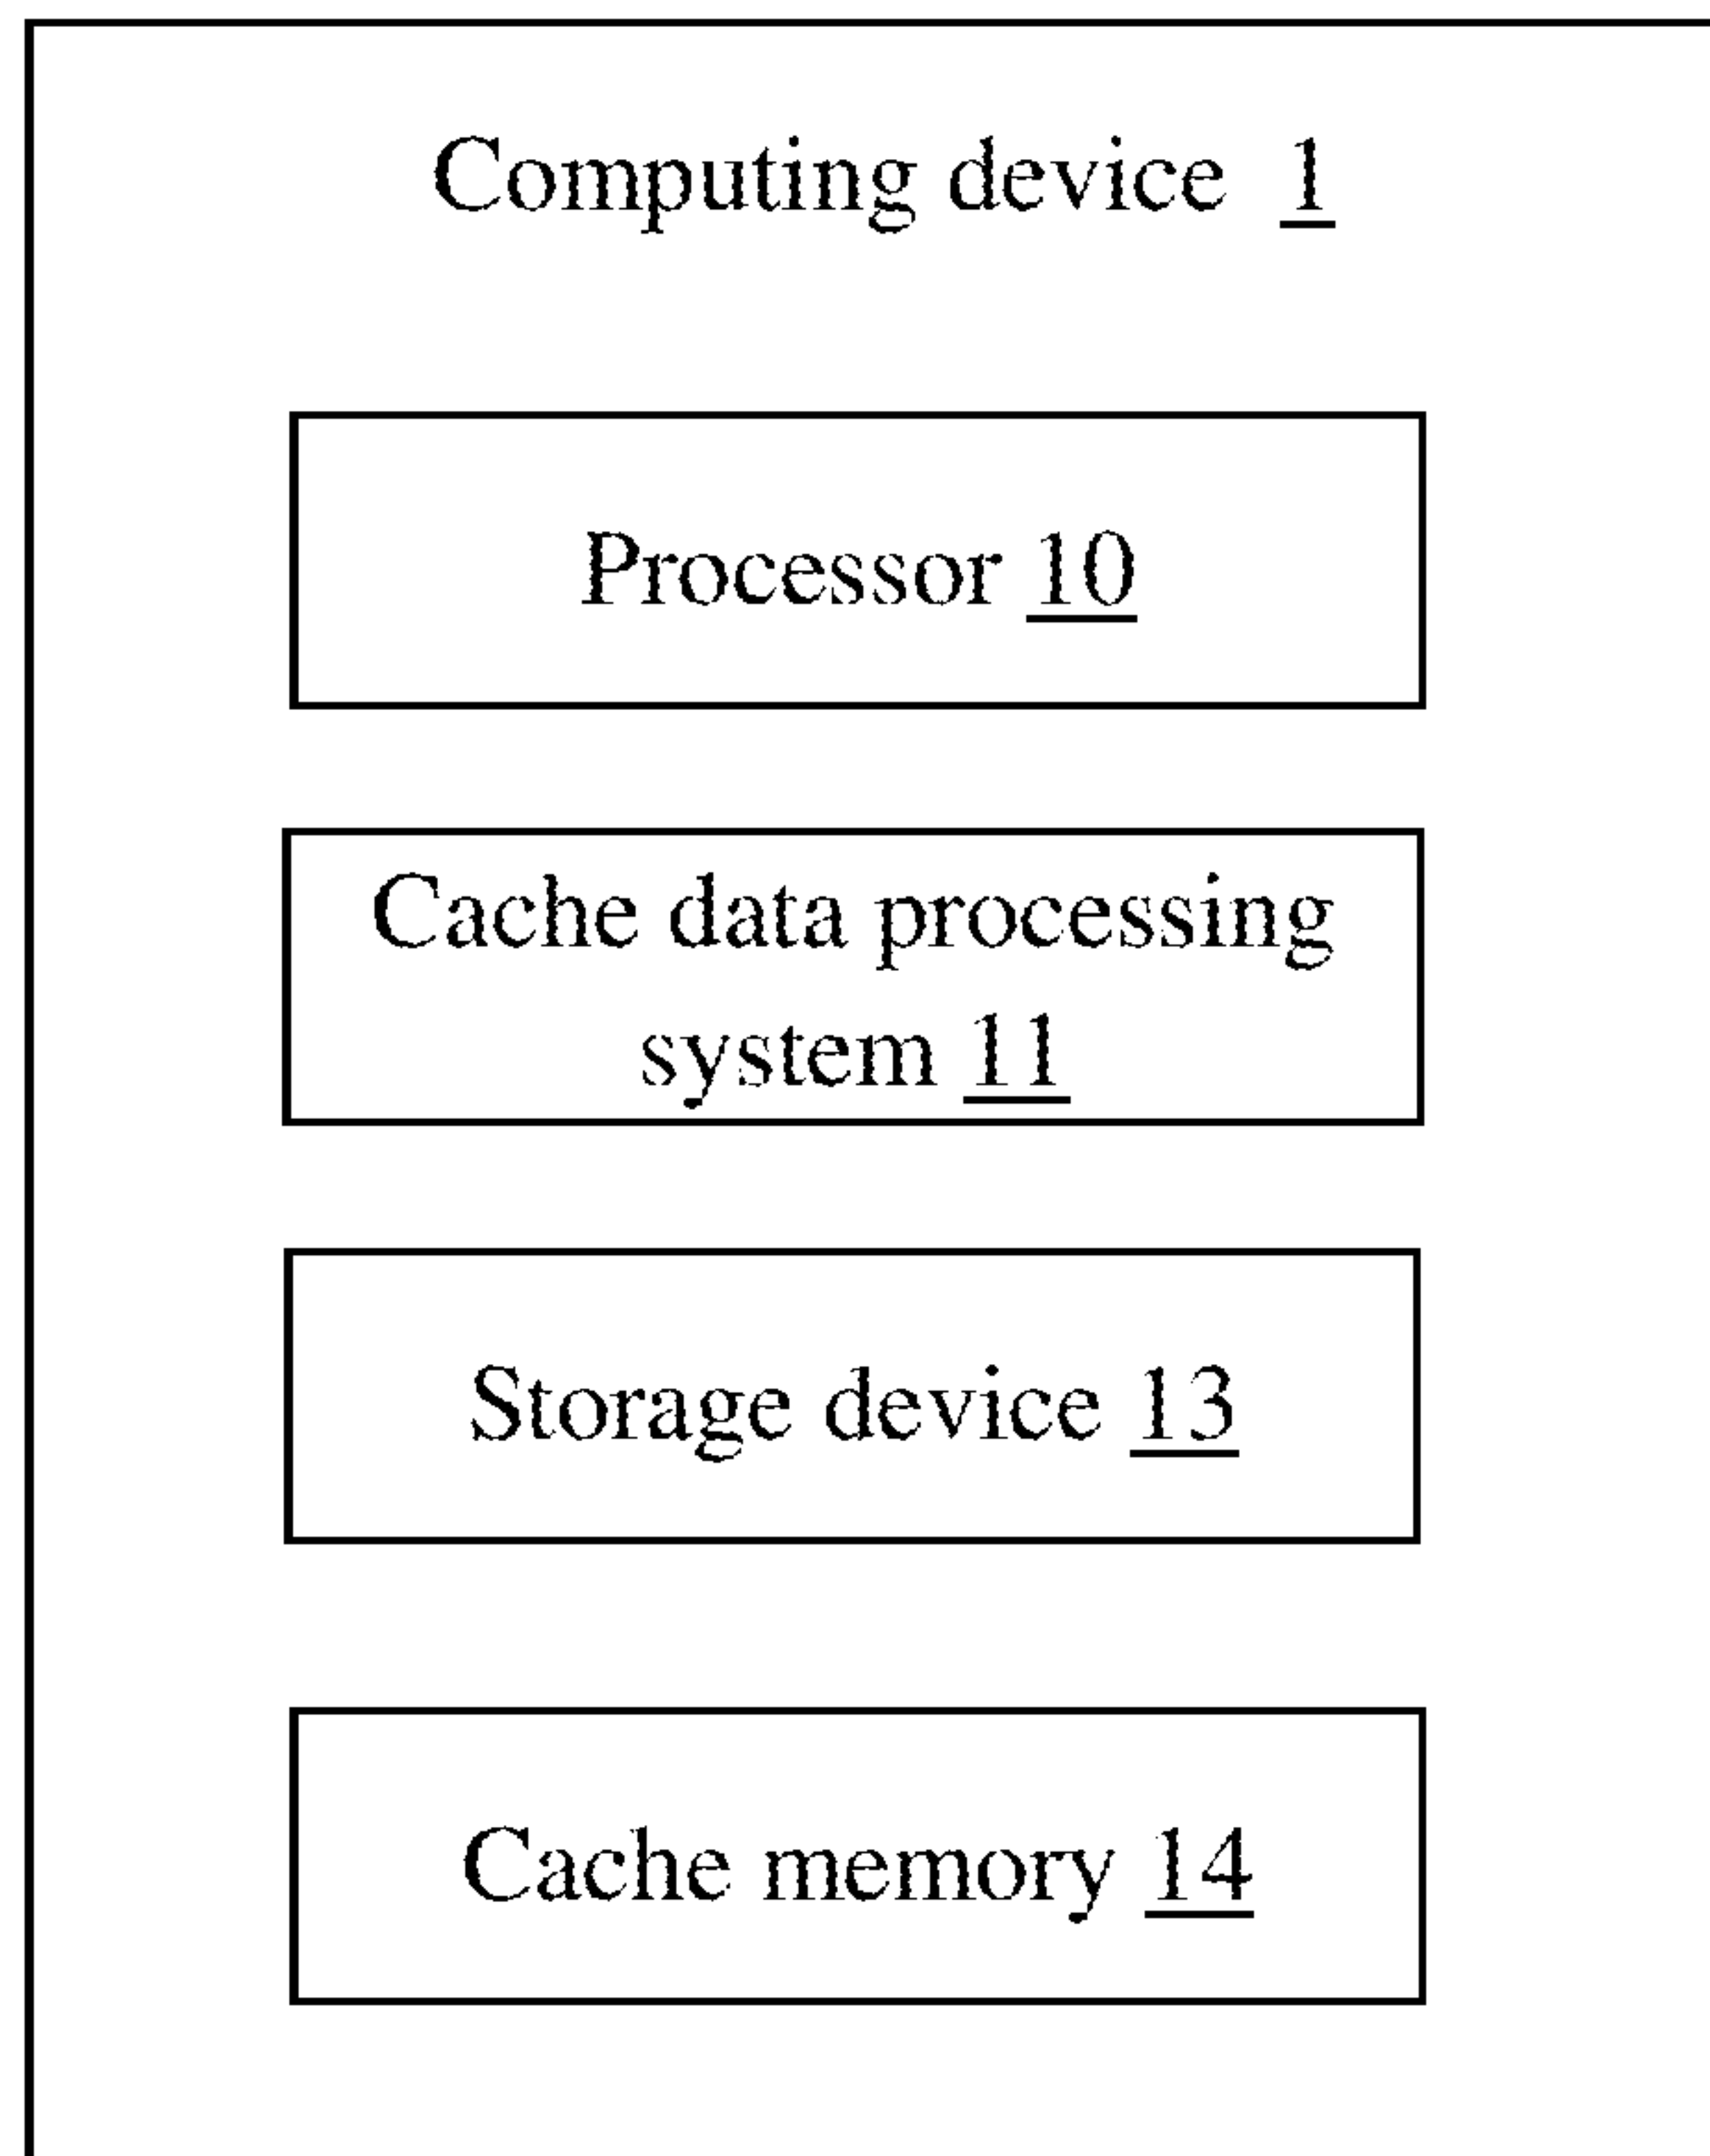 Computing device 1
Processor 10
Cache data processing
system 11
Storage device 13
Cache memory 14